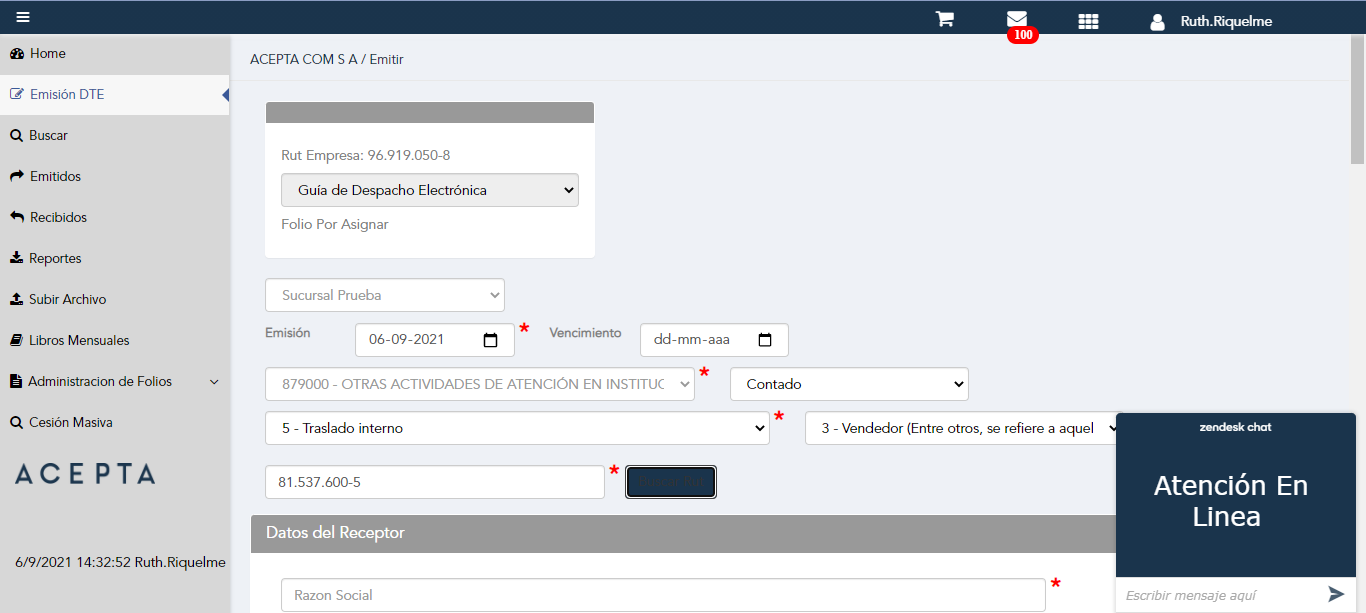 Ruth.Riquelme
100
Home
ACEPTA COM S A / Emitir
Emisión DTE
Buscar
Emitidos
Recibidos
Reportes
Subir Archivo
Libros Mensuales
Administracion de Folios
Cesión Masiva
ACEPTA
6/9/2021 14:32:52 Ruth.Riquelme
Rut Empresa: 96.919.050-8
Guía de Despacho Electrónica
Folio Por Asignar
Sucursal Prueba
Emisión
06-09-2021
*
Vencimiento
dd-mm-aaa
879000 - OTRAS ACTIVIDADES DE ATENCIÓN EN INSTITUC
*
Contado
5 - Traslado interno
*
3 - Vendedor (Entre otros, se refiere a aquel
81.537.600-5
*
Datos del Receptor
Razon Social
*
zendesk chat
Atención En
Linea
Escribir mensaje aquí